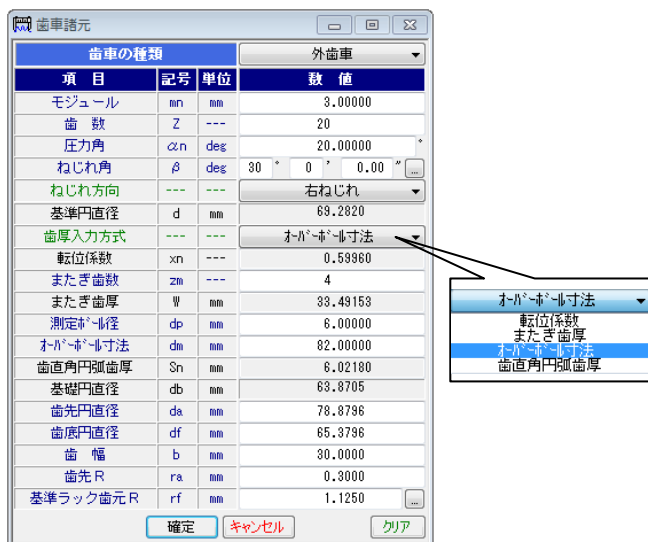 歯車諸元
歯車の種類 外歯車
項 目 記号 単位 数 値
モジュール mn mm 3.00000
歯 数 Z --- 20
圧力角 αn deg 20.00000 °
ねじれ角 β deg 30 ° 0 ' 0.00 " ...
ねじれ方向 --- --- 右ねじれ
基準円直径 d mm 69.2820
歯厚入力方式 --- --- ｵｰﾊﾞｰﾎﾞｰﾙ寸法
転位係数 xn --- 0.59960
またぎ歯数 zm --- 4
またぎ歯厚 W mm 33.49153
測定ﾎﾞｰﾙ径 dp mm 6.00000
ｵｰﾊﾞｰﾎﾞｰﾙ寸法 dm mm 82.00000
歯直角円弧歯厚 Sn mm 6.02180
基礎円直径 db mm 63.8705
歯先円直径 da mm 78.8796
歯底円直径 df mm 65.3796
歯 幅 b mm 30.0000
歯先R ra mm 0.3000
基準ラック歯元R rf mm 1.1250 ...
確定 キャンセル クリア
ｵｰﾊﾞｰﾎﾞｰﾙ寸法
転位係数
またぎ歯厚
ｵｰﾊﾞｰﾎﾞｰﾙ寸法
歯直角円弧歯厚